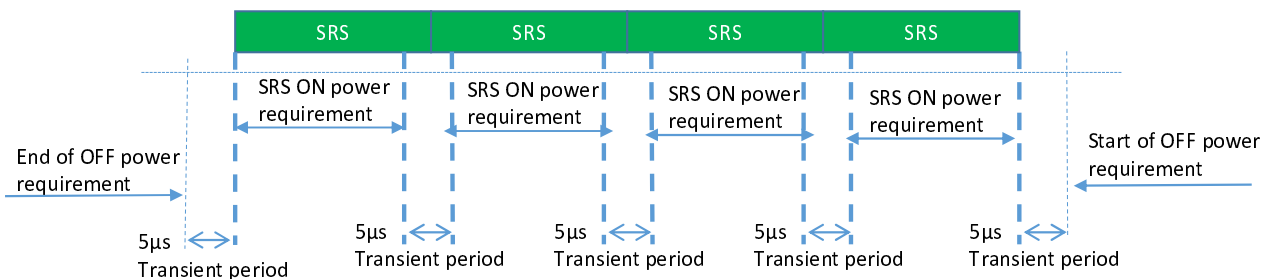 SRS SRS SRS SRS
SRS ON power
requirement
SRS ON power
requirement
SRS ON power
requirement
SRS ON power
requirement
End of OFF power
requirement
Start of OFF power
requirement
5µs
Transient period
5µs
Transient period
5µs
Transient period
5µs
Transient period
5µs
Transient period